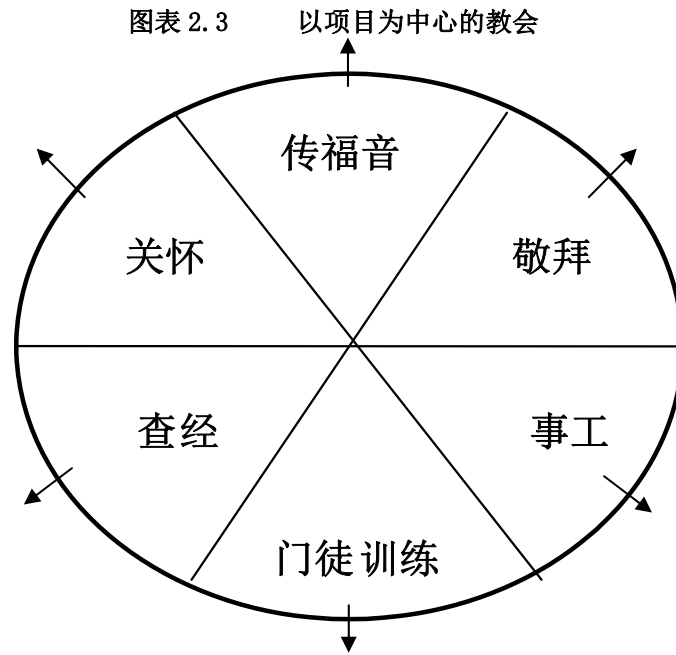 图表 2.3 以项目为中心的教会
传福音
关怀
敬拜
查经
事工
门徒训练